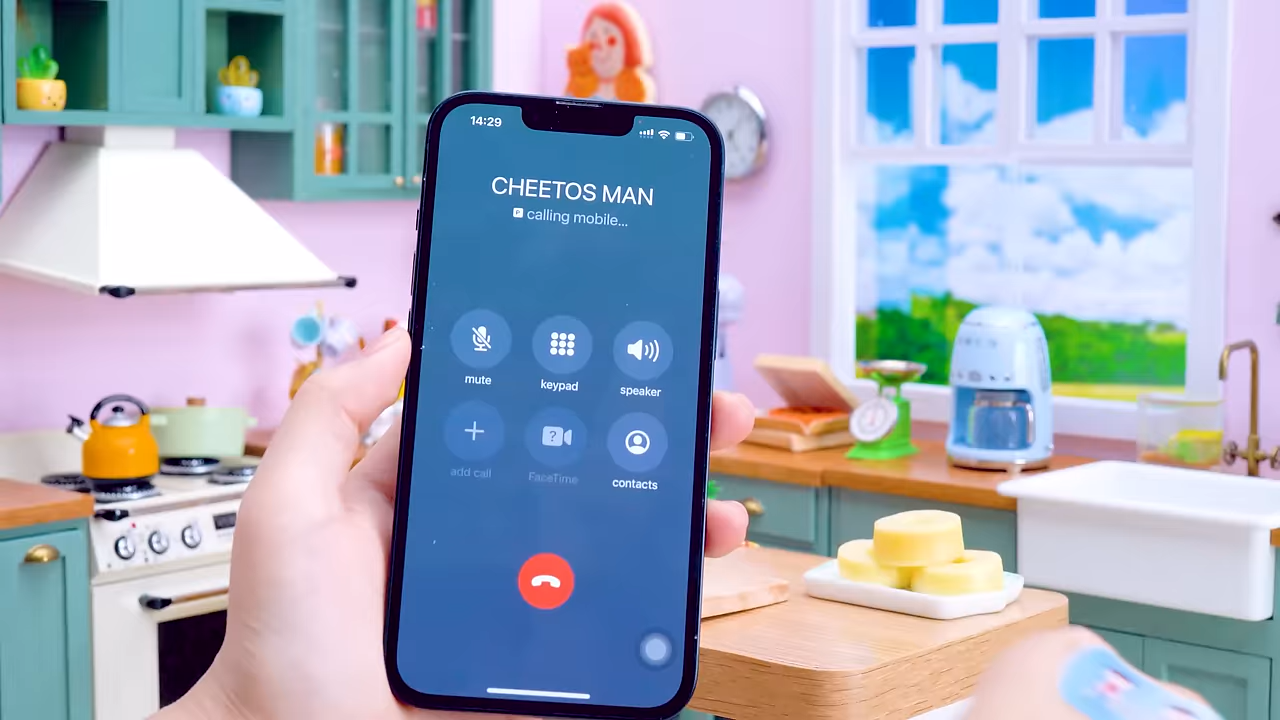 14:29
CHEETOS MAN
P calling mobile...
mute
keypad
speaker
add call
FaceTime
contacts